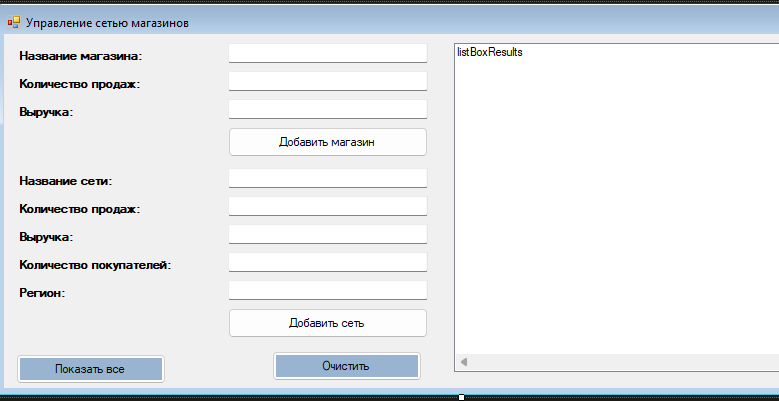 Управление сетью магазинов
Название магазина:
listBoxResults
Количество продаж:
Выручка:
Добавить магазин
Название сети:
Количество продаж:
Выручка:
Количество покупателей:
Регион:
Добавить сеть
Показать все
Очистить